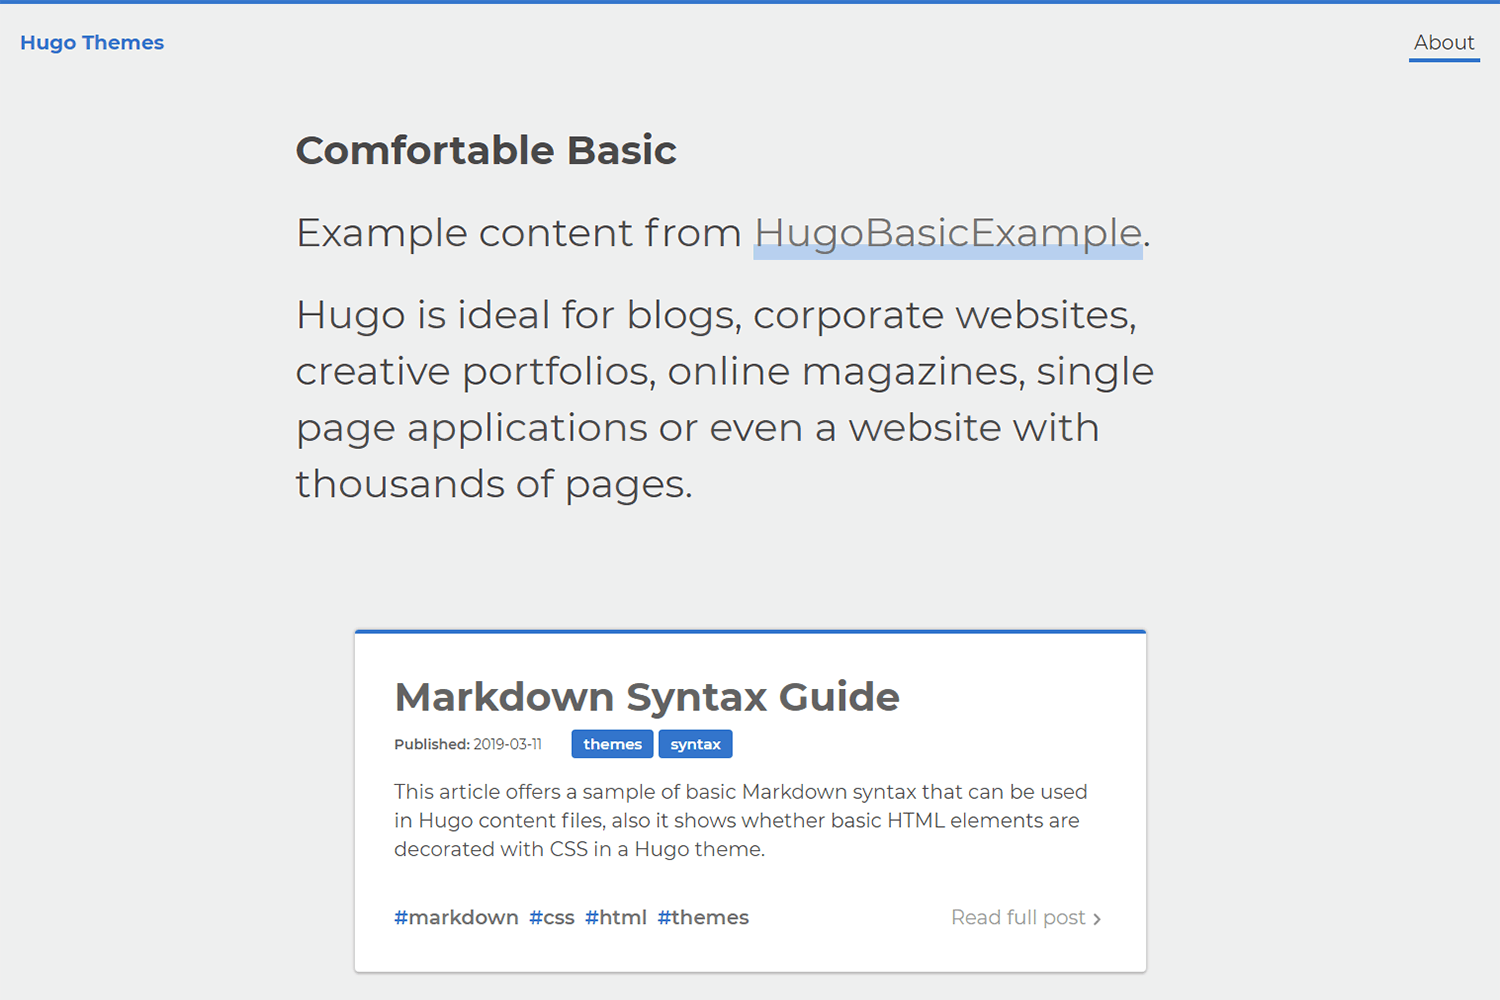 Hugo Themes
About
Comfortable Basic
Example content from HugoBasicExample.
Hugo is ideal for blogs, corporate websites,
creative portfolios, online magazines, single
page applications or even a website with
thousands of pages.
Markdown Syntax Guide
Published: 2019-03-11 themes syntax
This article offers a sample of basic Markdown syntax that can be used
in Hugo content files, also it shows whether basic HTML elements are
decorated with CSS in a Hugo theme.
#markdown #css #html #themes
Read full post ›